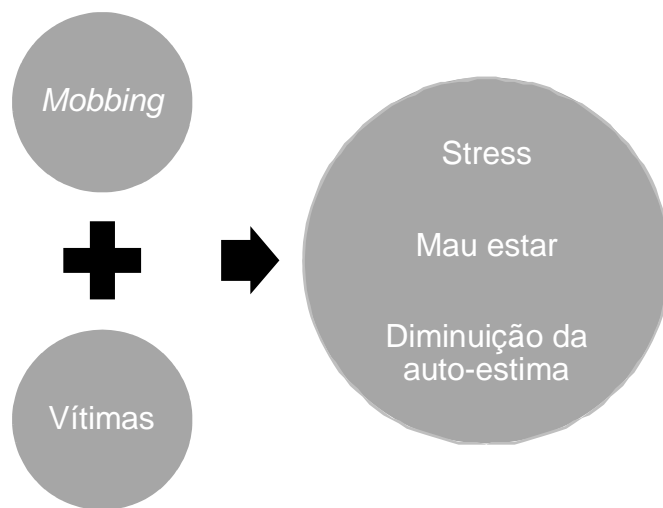 Mobbing
Vítimas
Stress
Mau estar
Diminuição da
auto-estima